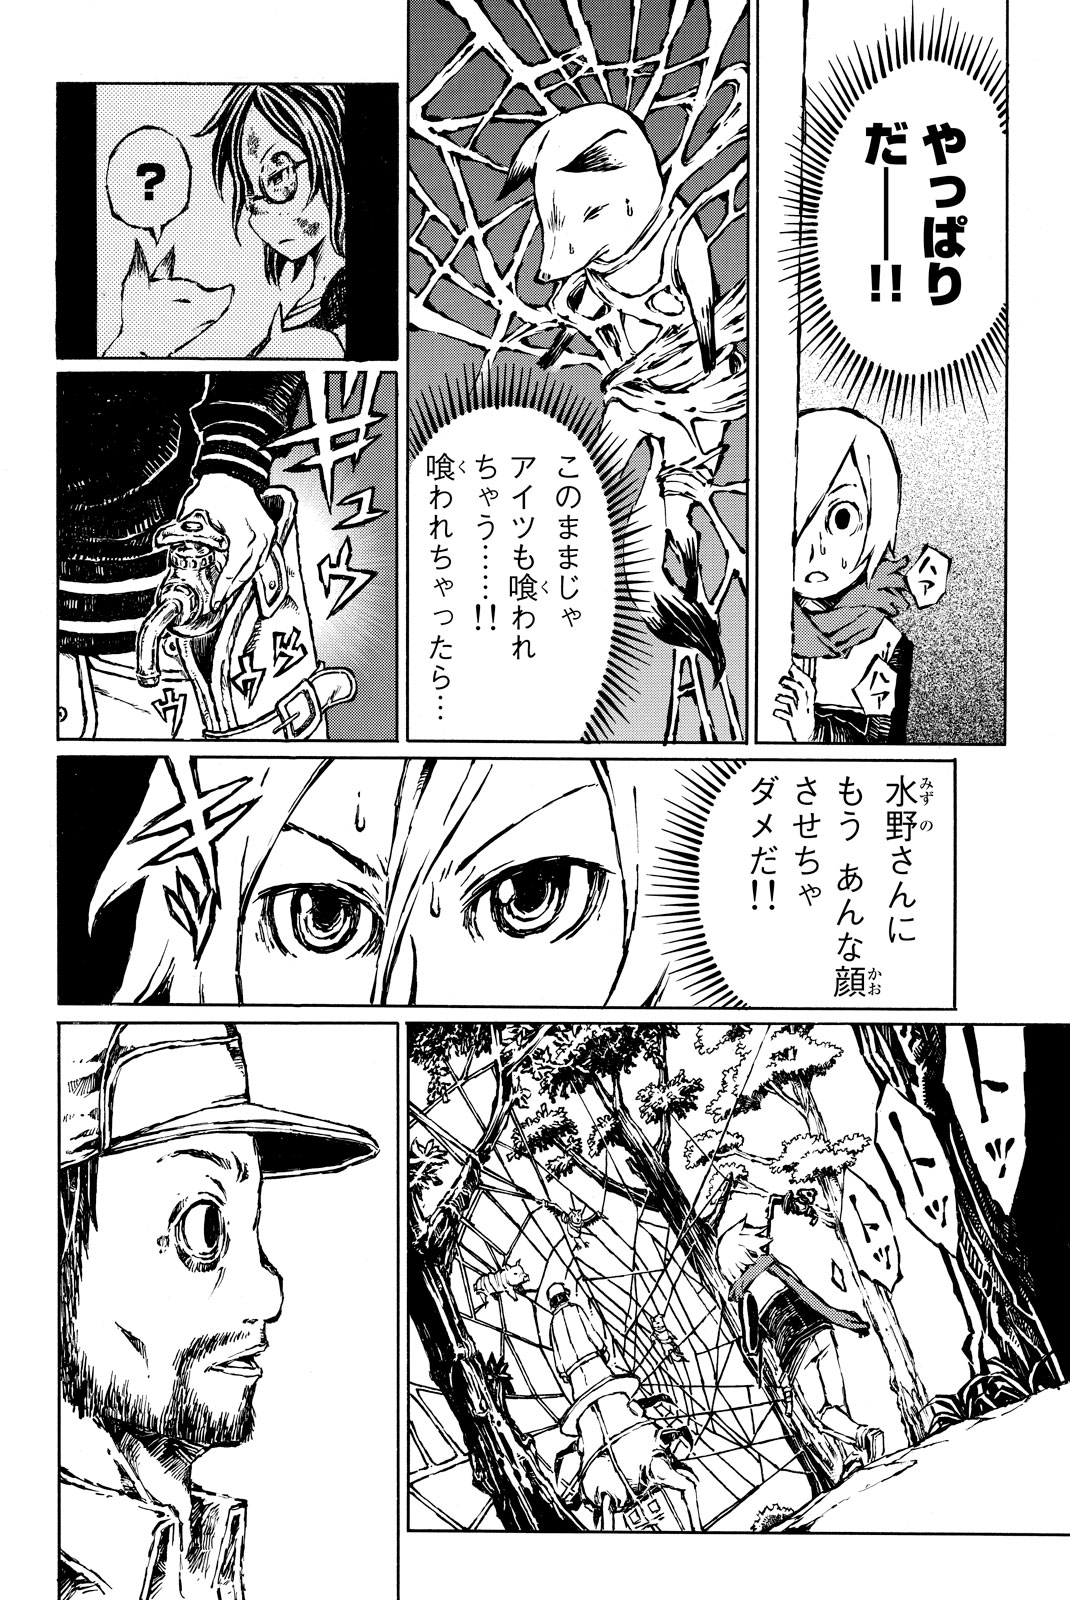 やっぱり
だ――!!
ハァ
ハァ
このままじゃ
アイツも喰われ
ちゃう……!!
喰われちゃったら…
?
ギュウ
ドドウウ
水野さんに
もう あんな顔
させちゃ
ダメだ!!
キッ